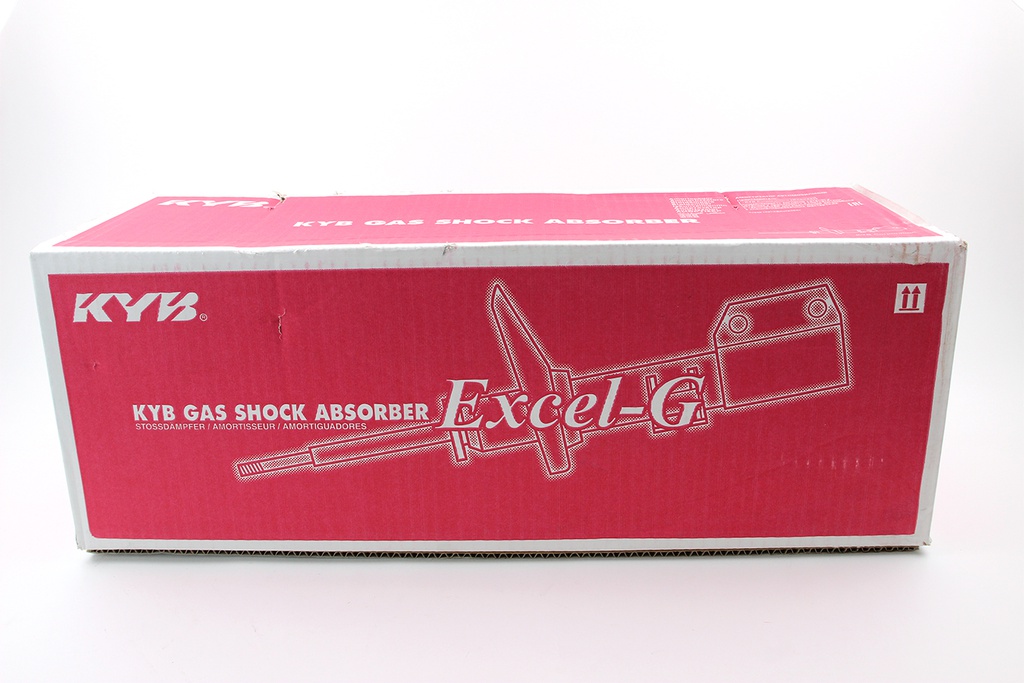 KYB
KYB GAS SHOCK ABSORBER
KYB®
KYB GAS SHOCK ABSORBER Excel-G
STOSSDÄMPFER / AMORTISSEUR / AMORTIGUADORES